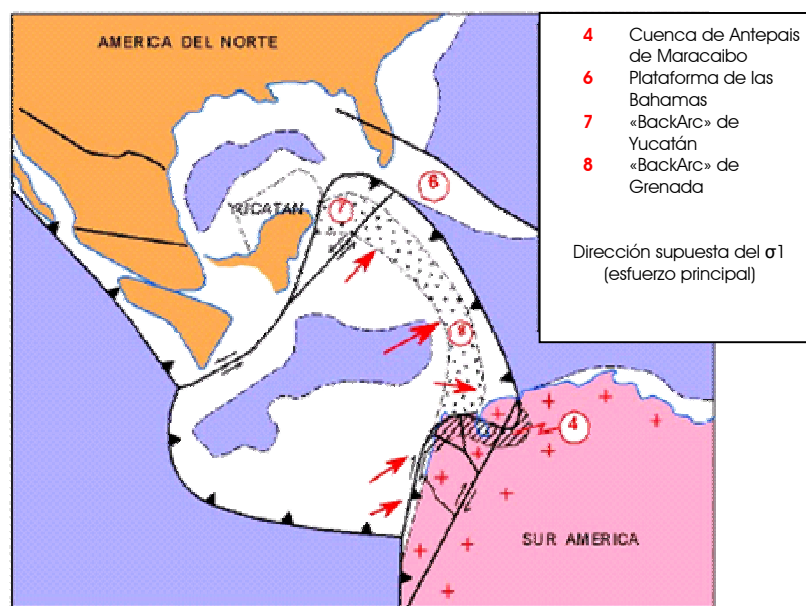 AMERICA DEL NORTE
YUCATAN
7
6
8
4
SUR AMERICA
4 Cuenca de Antepais
de Maracaibo
6 Plataforma de las
Bahamas
7 «BackArc» de
Yucatán
8 «BackArc» de
Grenada
Dirección supuesta del σ1
(esfuerzo principal)